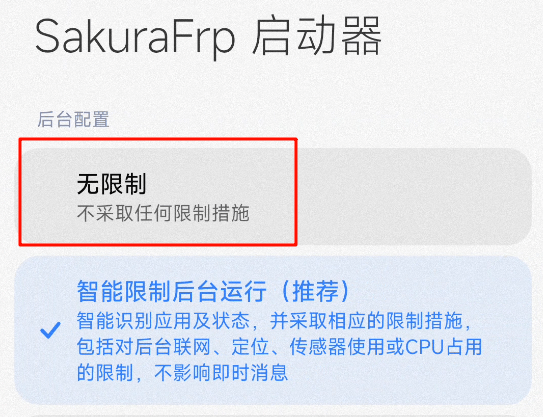 SakuraFrp 启动器
后台配置
无限制
不采取任何限制措施
智能限制后台运行（推荐）
智能识别应用及状态，并采取相应的限制措施，
包括对后台联网、定位、传感器使用或CPU占用
的限制，不影响即时消息